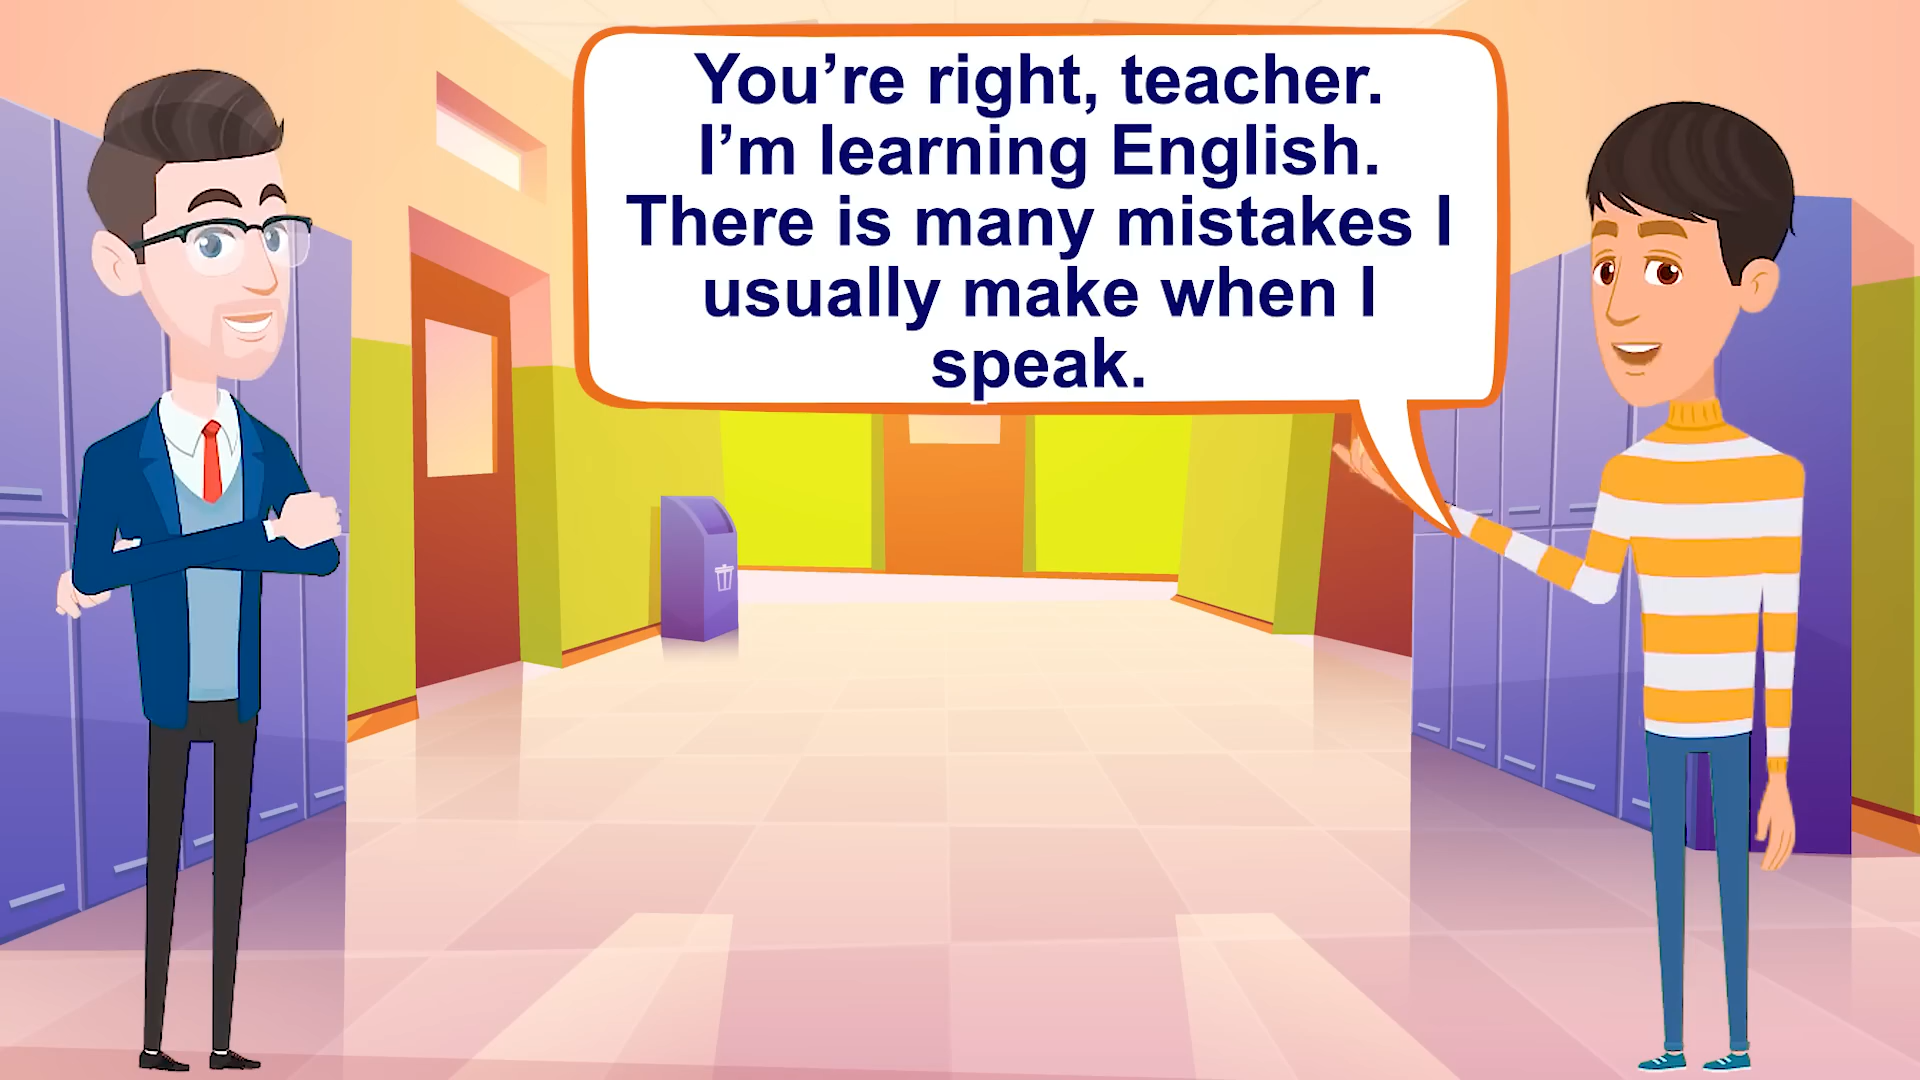 You’re right, teacher.
I’m learning English.
There is many mistakes I
usually make when I
speak.